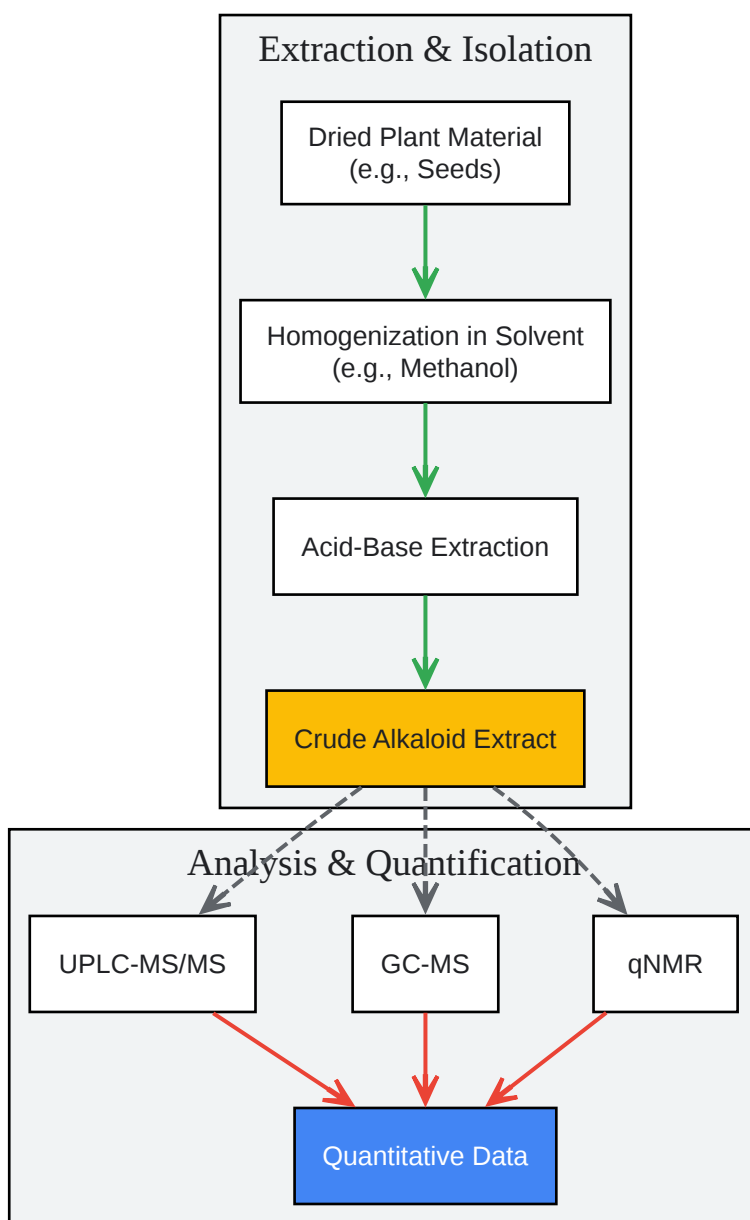 Extraction & Isolation
Dried Plant Material
(e.g., Seeds)
Homogenization in Solvent
(e.g., Methanol)
Acid-Base Extraction
Crude Alkaloid Extract
Analysis & Quantification
UPLC-MS/MS
GC-MS
qNMR
Quantitative Data